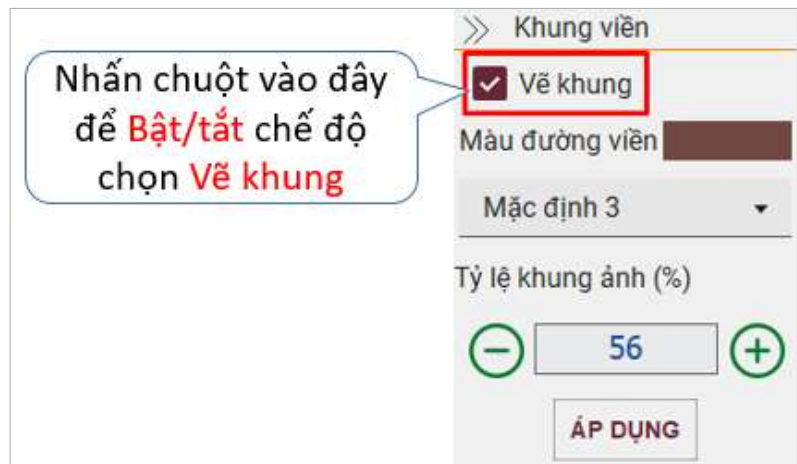 Khung viền
Nhấn chuột vào đây
để Bật/tắt chế độ
chọn Vẽ khung
Vẽ khung
Màu đường viền
Mặc định 3
Tỷ lệ khung ảnh (%)
56
ÁP DỤNG